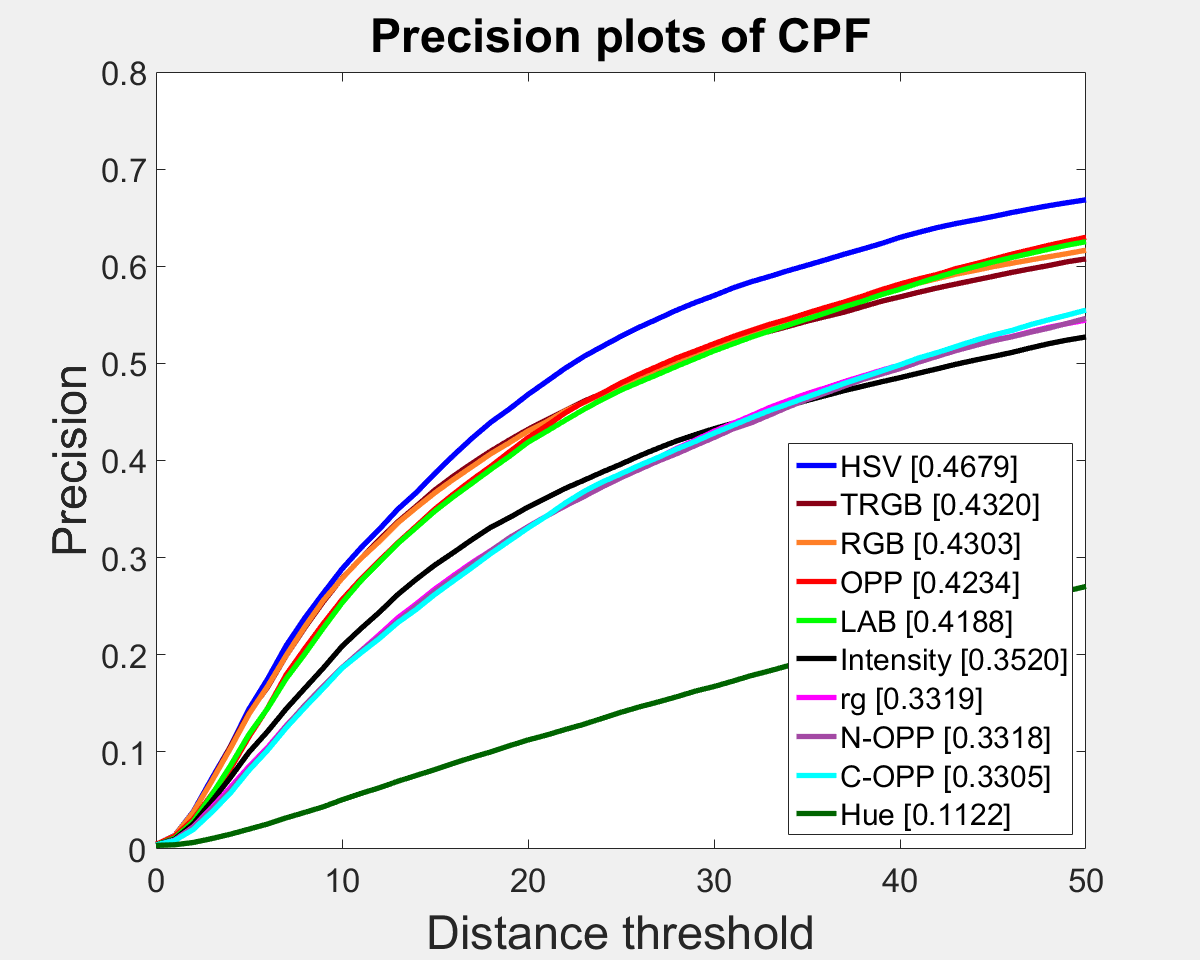 Precision plots of CPF
0.8
0.7
0.6
0.5
0.4
0.3
0.2
0.1
0
Precision
HSV [0.4679]
TRGB [0.4320]
RGB [0.4303]
OPP [0.4234]
LAB [0.4188]
Intensity [0.3520]
rg [0.3319]
N-OPP [0.3318]
C-OPP [0.3305]
Hue [0.1122]
0 10 20 30 40 50
Distance threshold